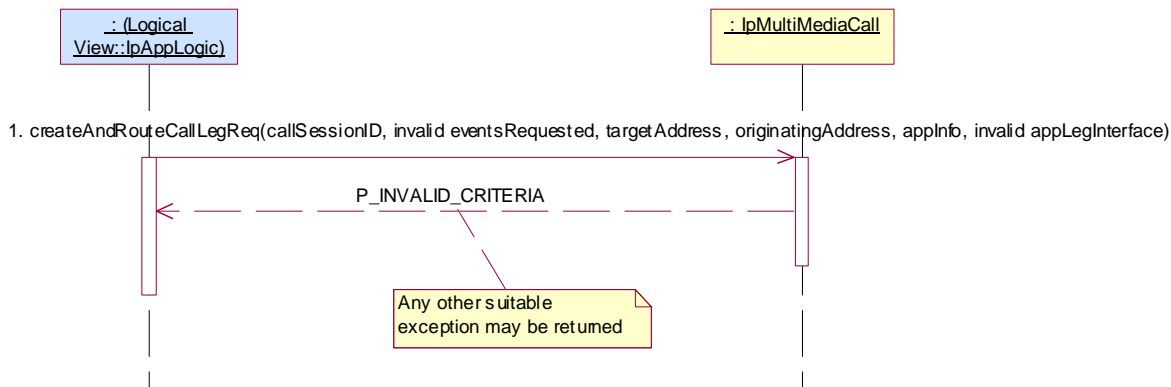 : (Logical
View::IpAppLogic)
: IpMultiMediaCall
1. createAndRouteCallLegReq(callSessionID, invalid eventsRequested, targetAddress, originatingAddress, appInfo, invalid appLegInterface)
P_INVALID_CRITERIA
Any other suitable
exception may be returned